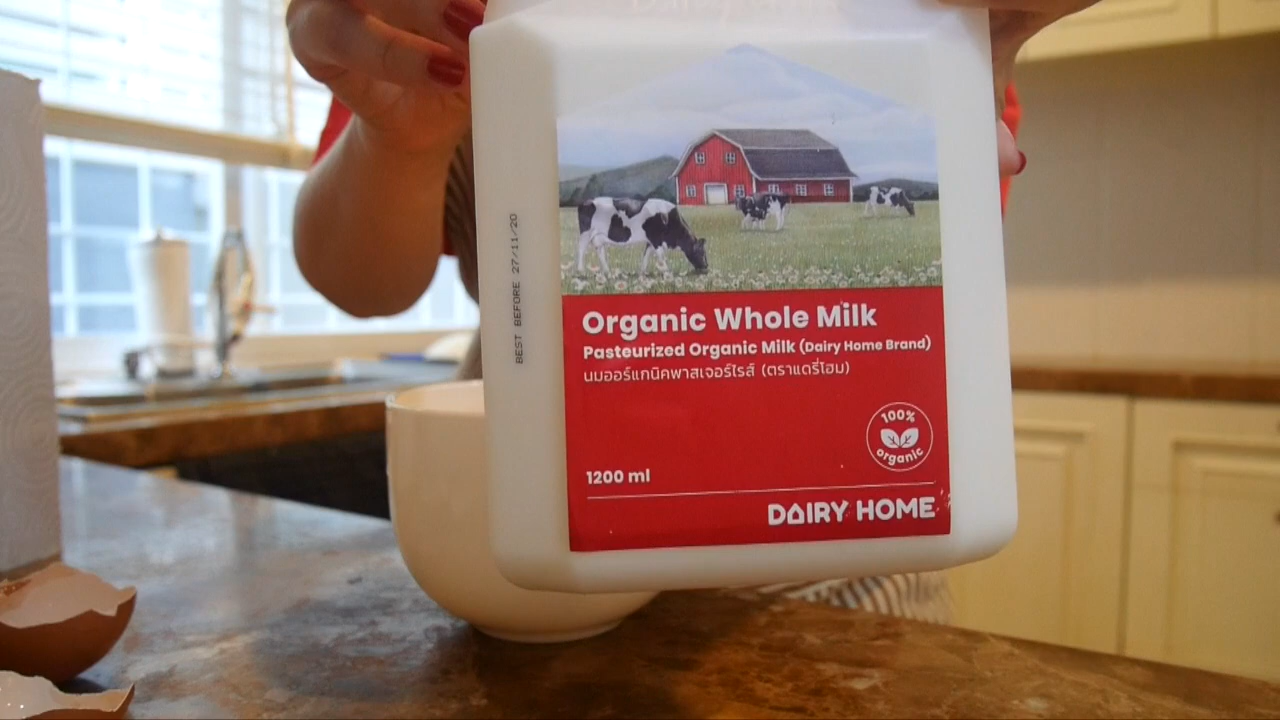 BEST BEFORE 27/11/20
Organic Whole Milk
Pasteurized Organic Milk (Dairy Home Brand)
นมออร์แกนิคพาสเจอร์ไรส์ (ตราแดรี่โฮม)
100%
organic
1200 ml
DAIRY HOME